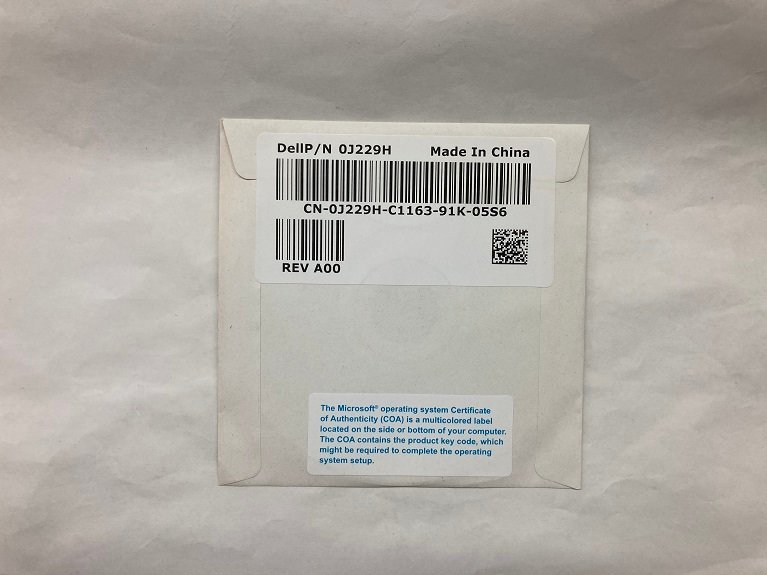 DellP/N 0J229H Made In China
CN-0J229H-C1163-91K-05S6
REV A00
The Microsoft® operating system Certificate
of Authenticity (COA) is a multicolored label
located on the side or bottom of your computer.
The COA contains the product key code, which
might be required to complete the operating
system setup.